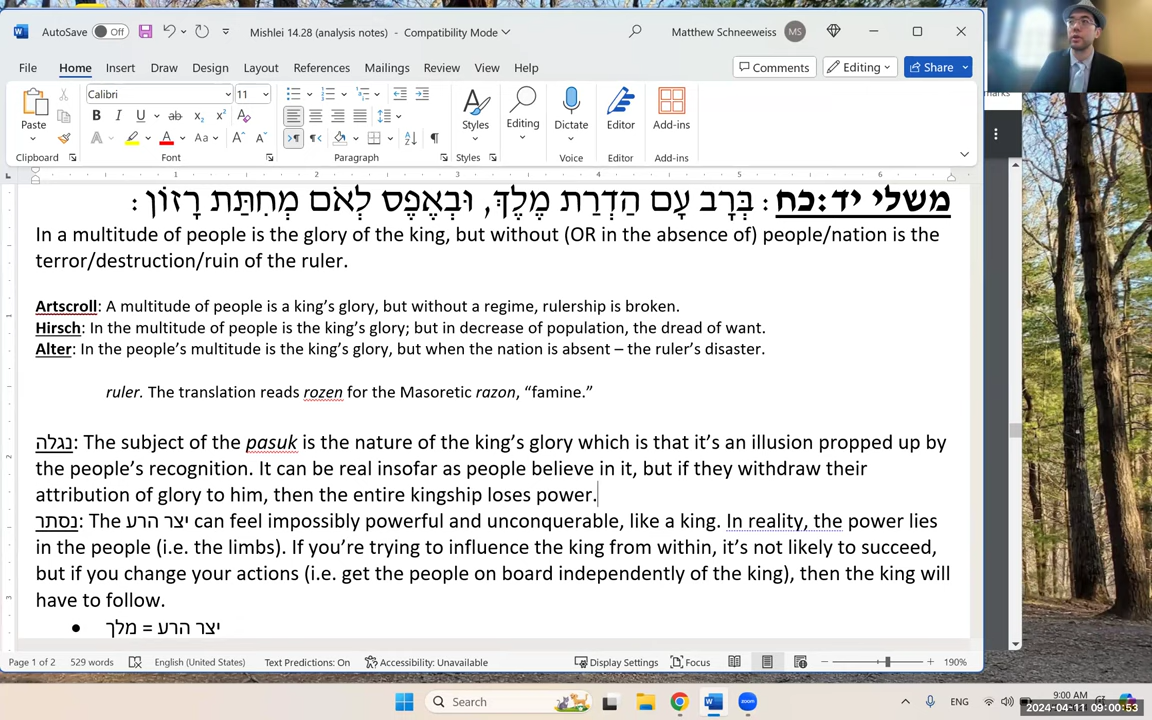 AutoSave Off Mishlei 14.28 (analysis notes) - Compatibility Mode Matthew Schneeweiss MS
File Home Insert Draw Design Layout References Mailings Review View Help Comments Editing Share
Calibri 11
Paste Styles Editing Dictate Editor Add-ins
Clipboard Font Paragraph Styles Voice Editor Add-ins
משלי יד:כח: בְּרָב עָם הַדְרַת מֶלֶךְ, וּבְאֶפֶס לְאֹם מְחִתַּת רָזוֹן:
In a multitude of people is the glory of the king, but without (OR in the absence of) people/nation is the
terror/destruction/ruin of the ruler.
Artscroll: A multitude of people is a king’s glory, but without a regime, rulership is broken.
Hirsch: In the multitude of people is the king’s glory; but in decrease of population, the dread of want.
Alter: In the people’s multitude is the king’s glory, but when the nation is absent – the ruler’s disaster.
ruler. The translation reads rozen for the Masoretic razon, “famine.”
נגלה: The subject of the pasuk is the nature of the king’s glory which is that it’s an illusion propped up by
the people’s recognition. It can be real insofar as people believe in it, but if they withdraw their
attribution of glory to him, then the entire kingship loses power.
נסתר: The יצר הרע can feel impossibly powerful and unconquerable, like a king. In reality, the power lies
in the people (i.e. the limbs). If you’re trying to influence the king from within, it’s not likely to succeed,
but if you change your actions (i.e. get the people on board independently of the king), then the king will
have to follow.
• יצר הרע = מלך
Page 1 of 2 529 words English (United States) Text Predictions: On Accessibility: Unavailable Display Settings Focus 190%
Search ENG 9:00 AM
2024-04-11 09:00:53